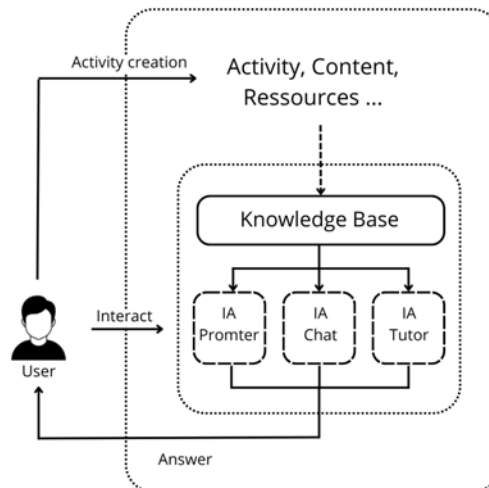 Activity creation
Activity, Content,
Ressources ...
Knowledge Base
IA
Promter
IA
Chat
IA
Tutor
Interact
User
Answer